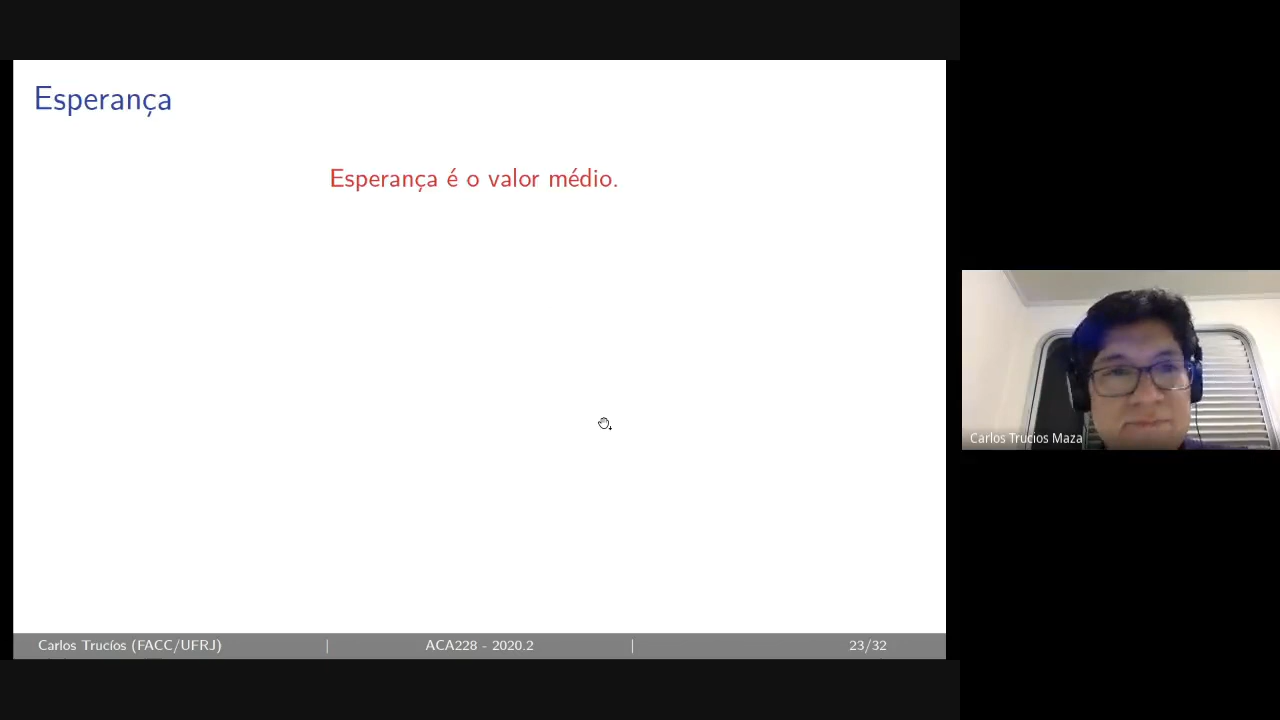 Esperança
Esperança é o valor médio.
Carlos Trucios Maza
Carlos Trucíos (FACC/UFRJ) | ACA228 - 2020.2 | 23/32